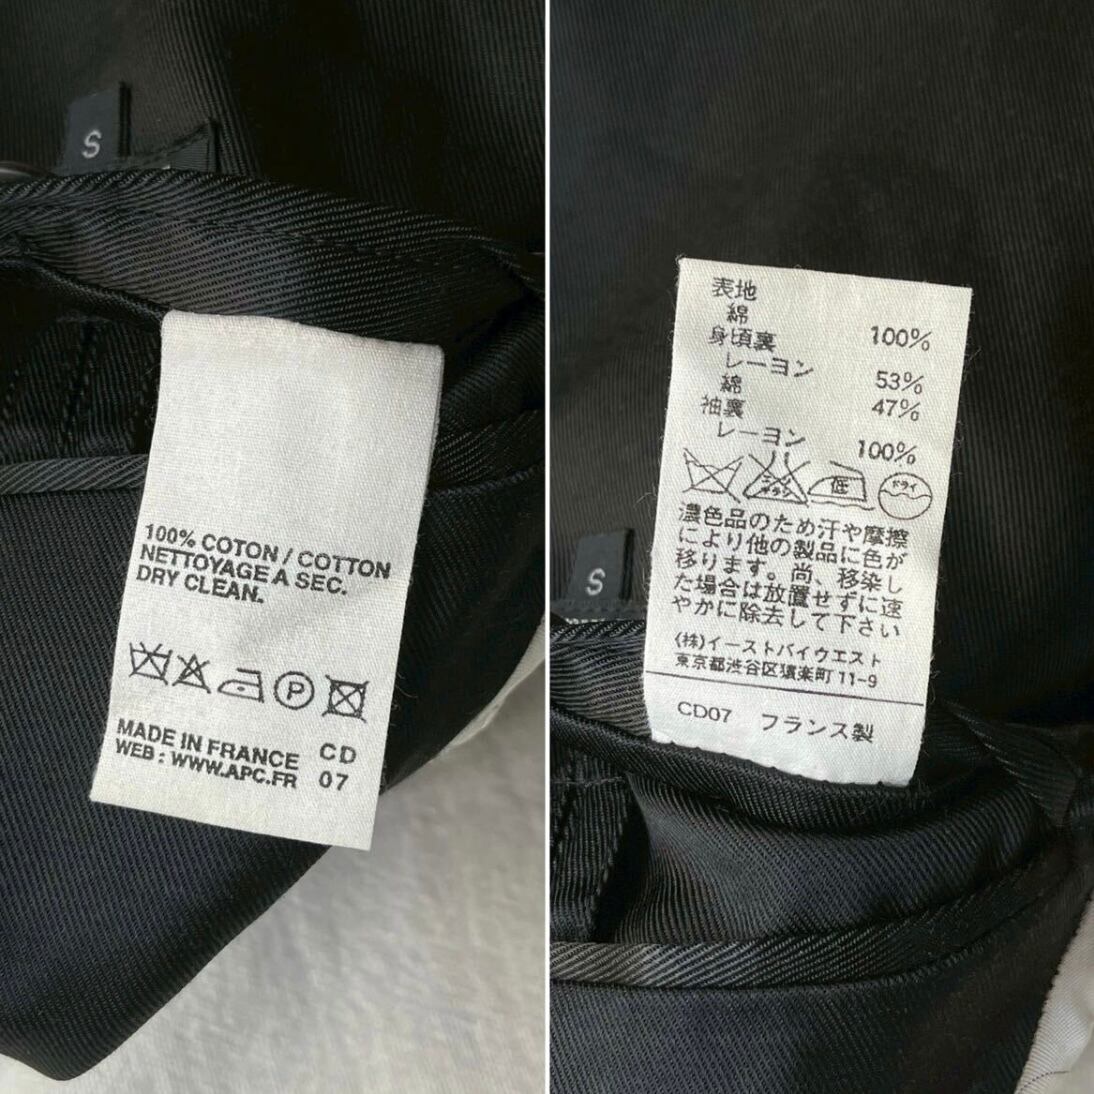 S
100% COTON / COTTON
NETTOYAGE A SEC.
DRY CLEAN.
P
MADE IN FRANCE CD
WEB : WWW.APC.FR 07
表地
綿 100%
身頃裏
レーヨン 53%
綿 47%
袖裏
レーヨン 100%
低
ドライ
濃色品のため汗や摩擦
により他の製品に色が
移ります。尚、移染し
た場合は放置せずに速
やかに除去して下さい
(株)イーストバイウエスト
東京都渋谷区猿楽町11-9
CD07 フランス製
S